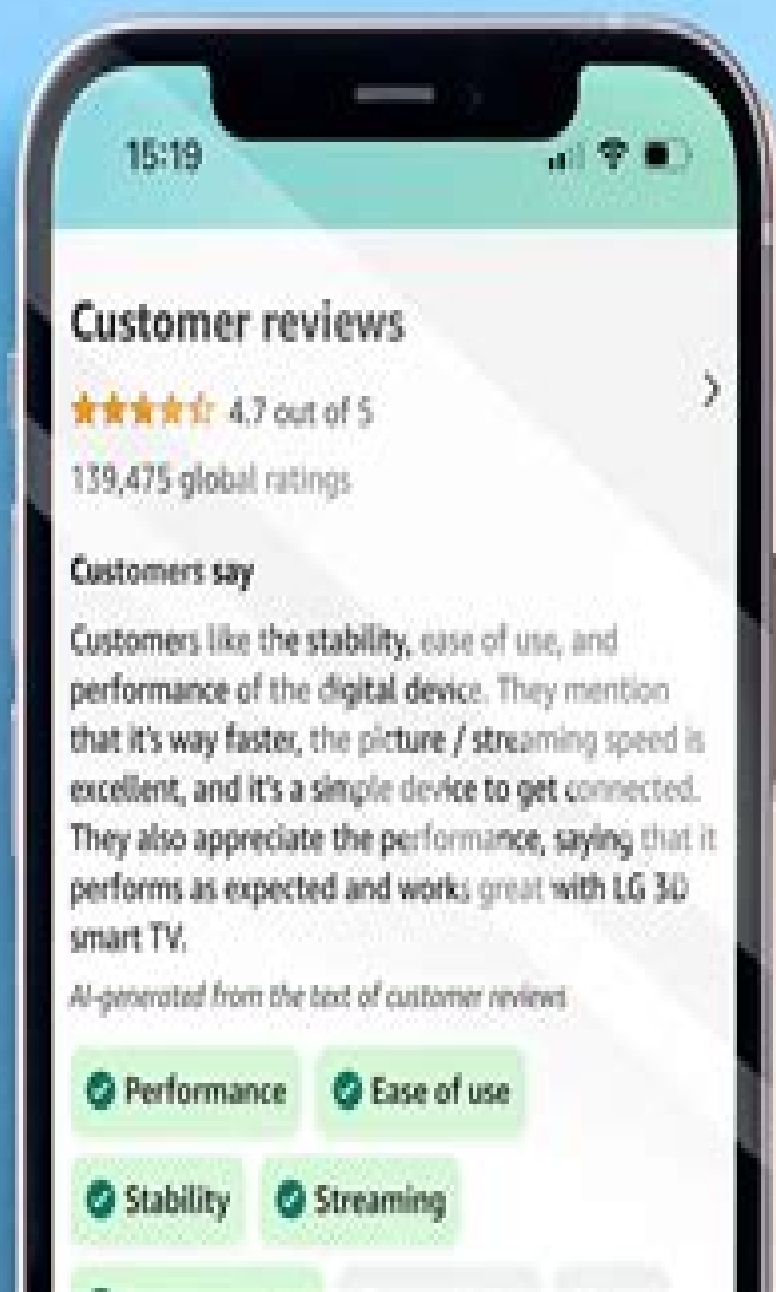 15:19
Customer reviews
4.7 out of 5
139,475 global ratings
Customers say
Customers like the stability, ease of use, and
performance of the digital device. They mention
that it's way faster, the picture / streaming speed is
excellent, and it's a simple device to get connected.
They also appreciate the performance, saying that it
performs as expected and works great with LG 3D
smart TV.
AI-generated from the text of customer reviews
Performance
Ease of use
Stability
Streaming